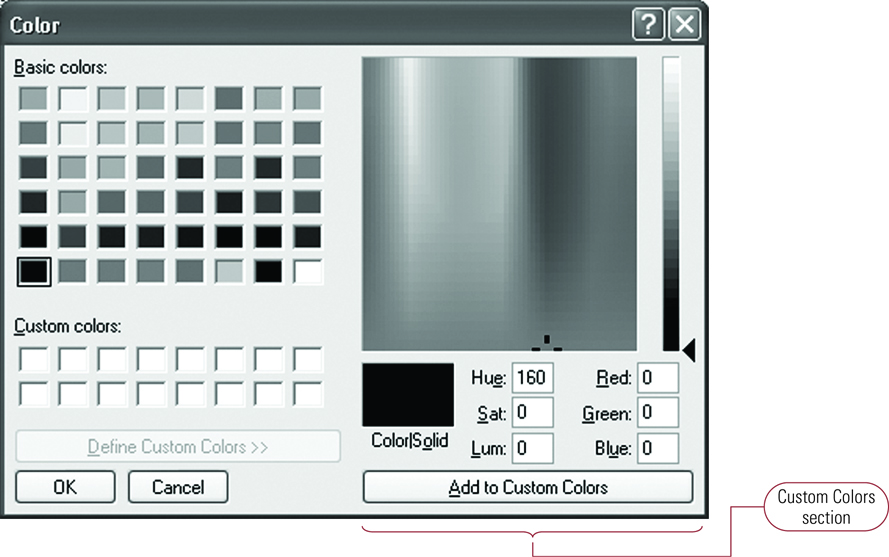 Color
Basic colors:
Custom colors:
Define Custom Colors >>
OK Cancel
Color|Solid
Hue: 160 Red: 0
Sat: 0 Green: 0
Lum: 0 Blue: 0
Add to Custom Colors
Custom Colors
section